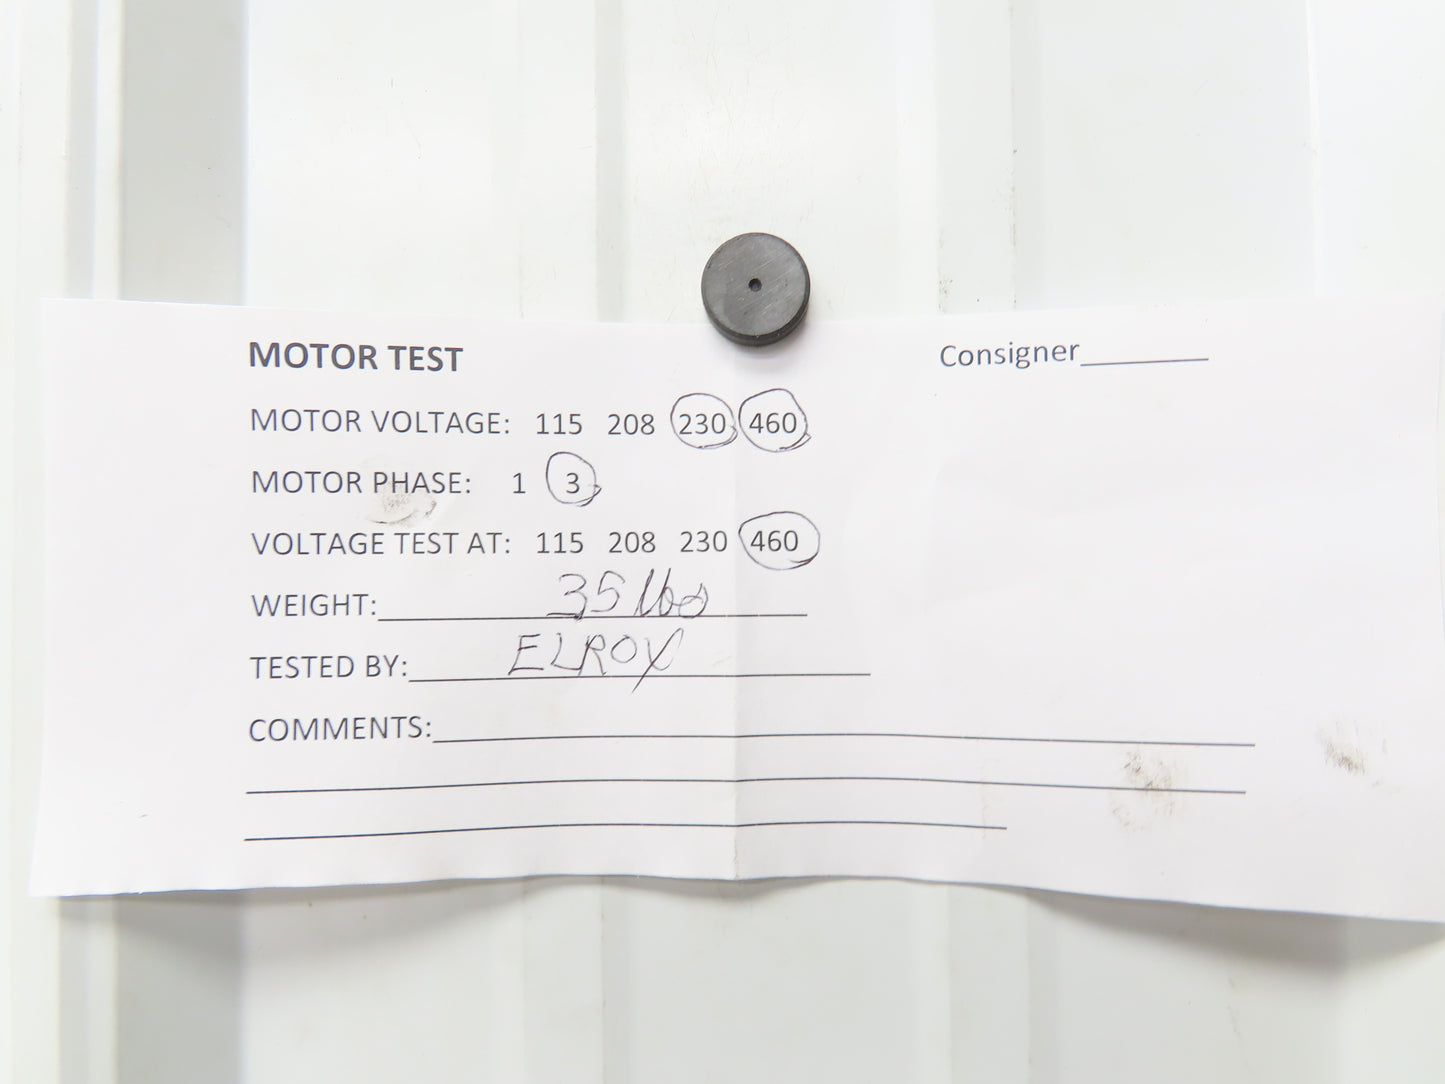 MOTOR TEST
Consigner________
MOTOR VOLTAGE: 115 208 230 460
MOTOR PHASE: 1 3
VOLTAGE TEST AT: 115 208 230 460
WEIGHT: 35 lbs
TESTED BY: ELROY
COMMENTS: